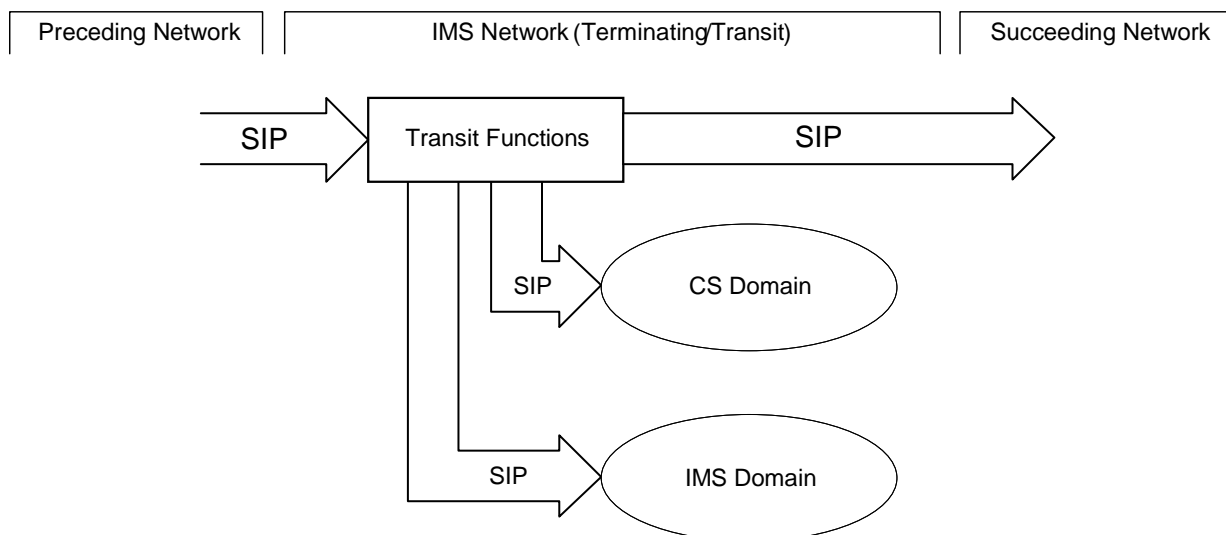 Preceding Network
IMS Network (Terminating/Transit)
Succeeding Network
SIP
Transit Functions
SIP
SIP
CS Domain
SIP
IMS Domain